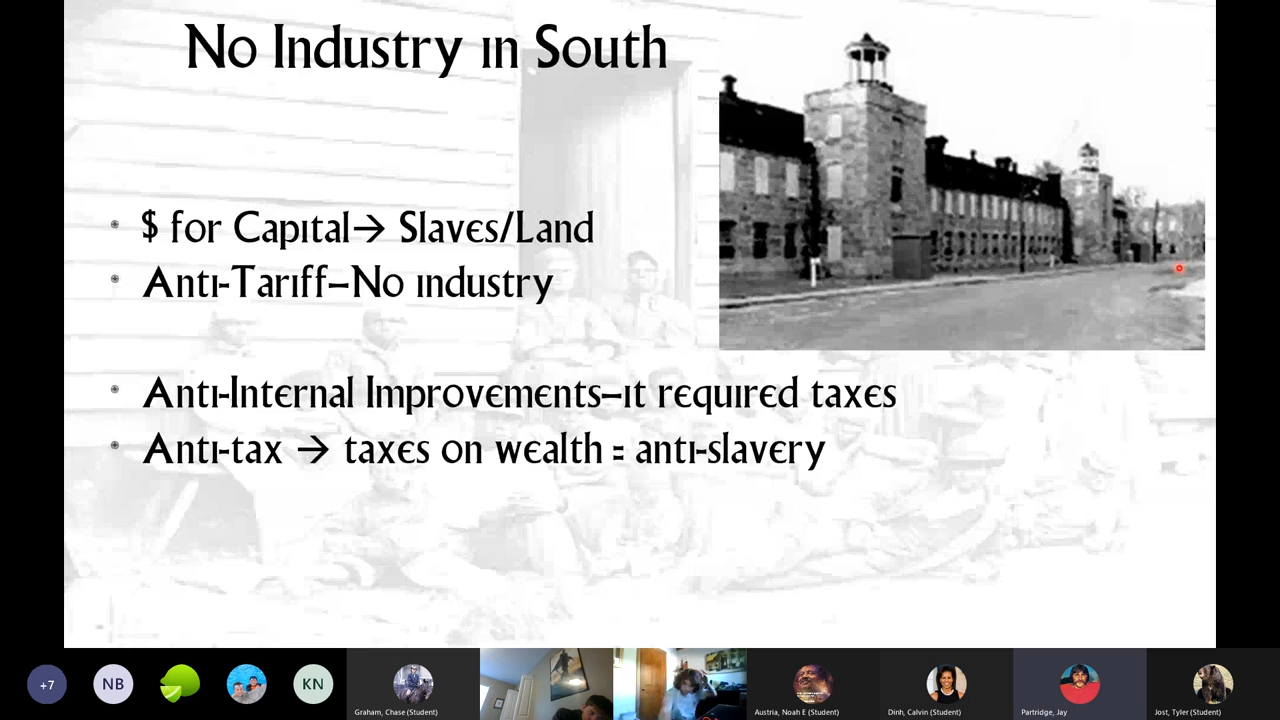 No Industry in South
$ for Capital→ Slaves/Land
Anti-Tariff–No industry
Anti-Internal Improvements–it required taxes
Anti-tax → taxes on wealth = anti-slavery
+7
NB
KN
Graham, Chase (Student)
Austria, Noah E (Student)
Dinh, Calvin (Student)
Partridge, Jay
Jost, Tyler (Student)